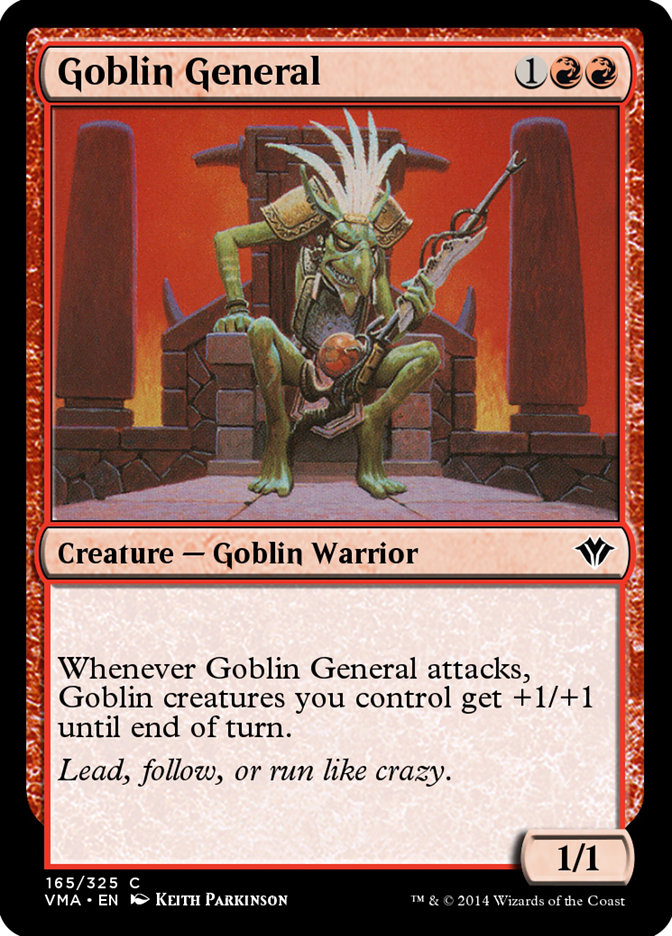 Goblin General 1
Creature — Goblin Warrior
Whenever Goblin General attacks,
Goblin creatures you control get +1/+1
until end of turn.
Lead, follow, or run like crazy.
1/1
165/325 C
VMA • EN Keith Parkinson ™ & © 2014 Wizards of the Coast